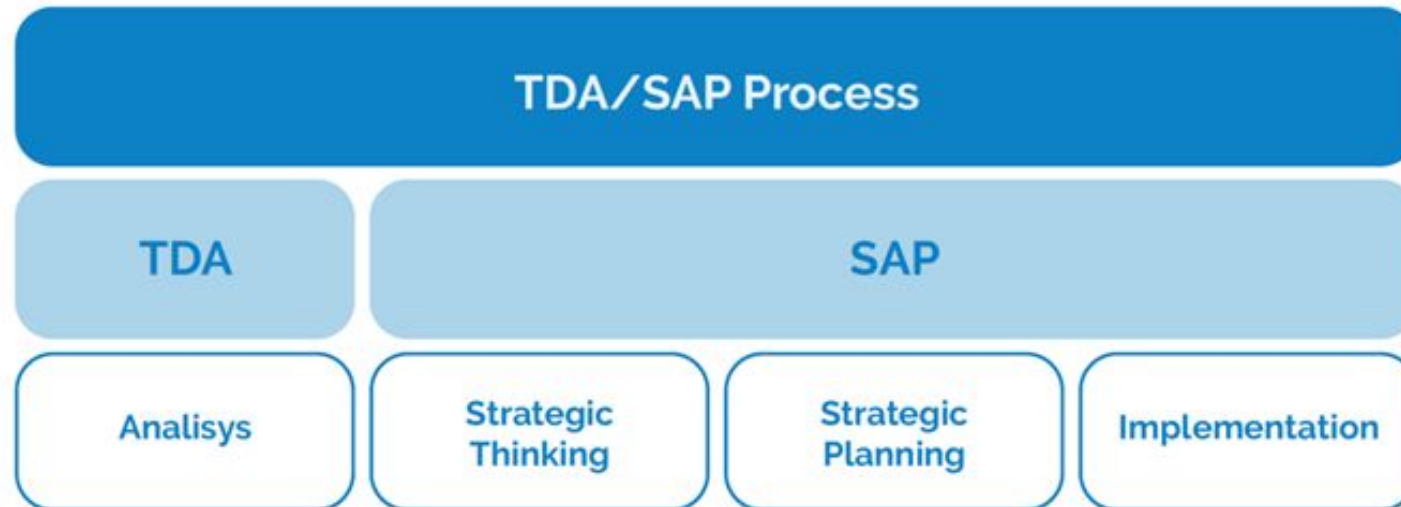 TDA/SAP Process
TDA
SAP
Analisys
Strategic
Thinking
Strategic
Planning
Implementation